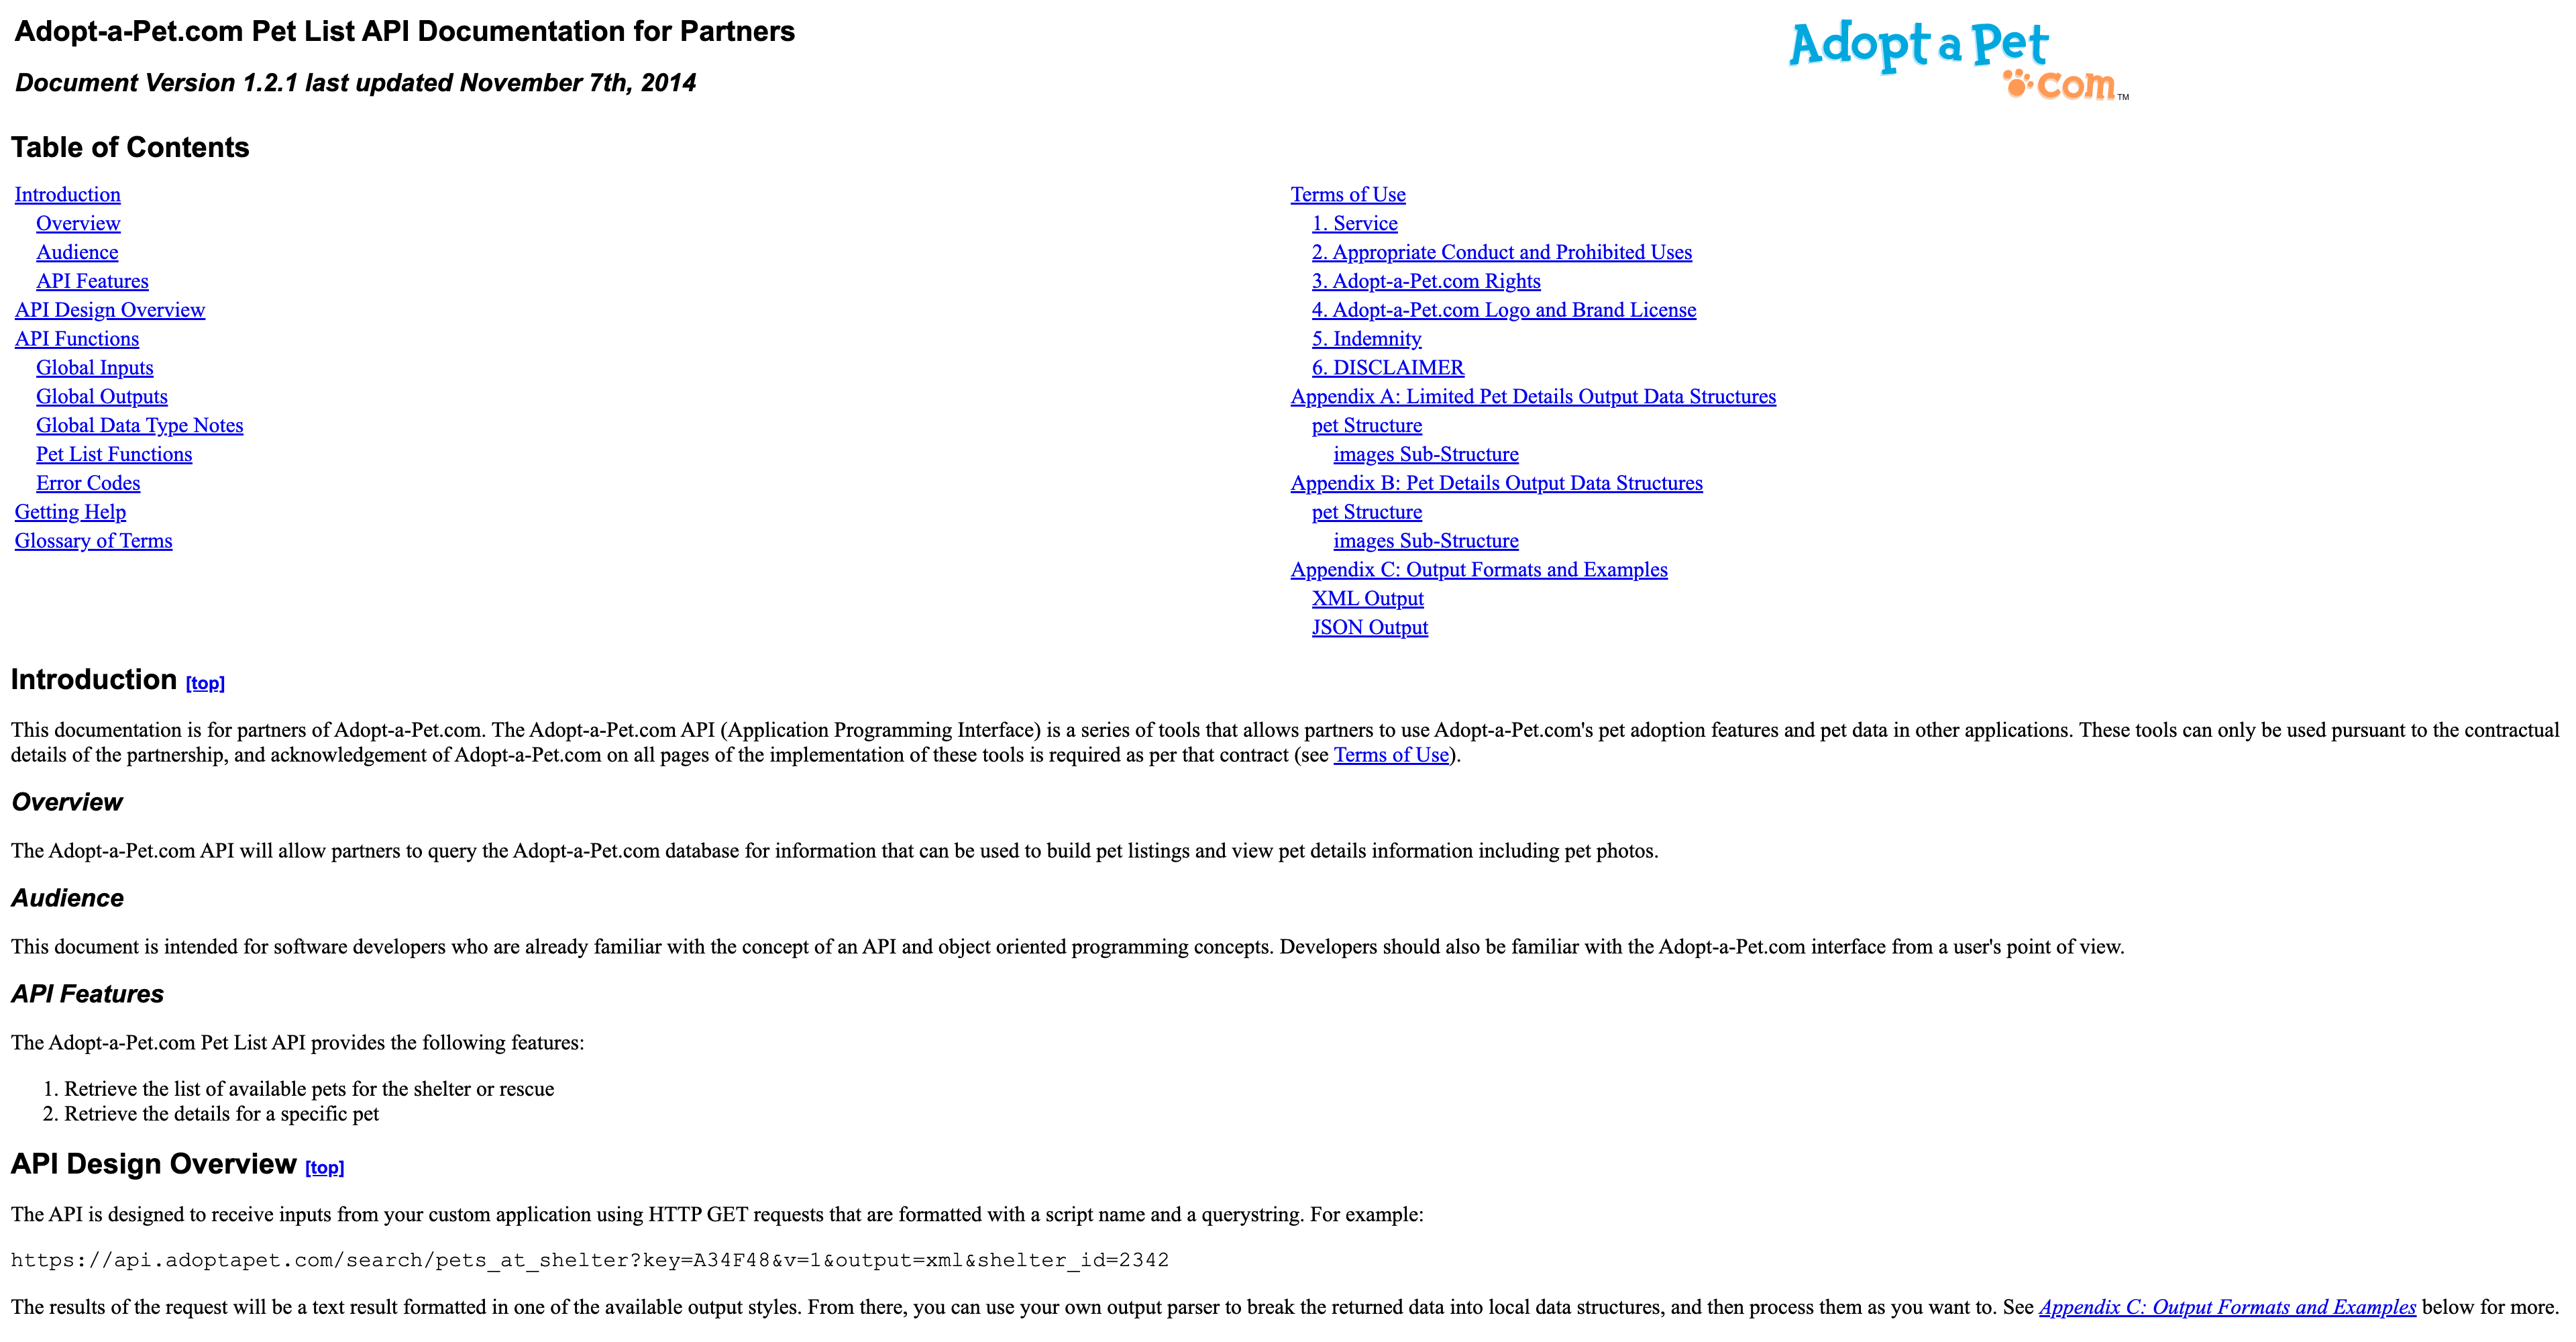 Adopt-a-Pet.com Pet List API Documentation for Partners
Document Version 1.2.1 last updated November 7th, 2014
Adopt a Pet
com™
Table of Contents
Introduction
Overview
Audience
API Features
API Design Overview
API Functions
Global Inputs
Global Outputs
Global Data Type Notes
Pet List Functions
Error Codes
Getting Help
Glossary of Terms
Terms of Use
1. Service
2. Appropriate Conduct and Prohibited Uses
3. Adopt-a-Pet.com Rights
4. Adopt-a-Pet.com Logo and Brand License
5. Indemnity
6. DISCLAIMER
Appendix A: Limited Pet Details Output Data Structures
pet Structure
images Sub-Structure
Appendix B: Pet Details Output Data Structures
pet Structure
images Sub-Structure
Appendix C: Output Formats and Examples
XML Output
JSON Output
Introduction [top]
This documentation is for partners of Adopt-a-Pet.com. The Adopt-a-Pet.com API (Application Programming Interface) is a series of tools that allows partners to use Adopt-a-Pet.com's pet adoption features and pet data in other applications. These tools can only be used pursuant to the contractual
details of the partnership, and acknowledgement of Adopt-a-Pet.com on all pages of the implementation of these tools is required as per that contract (see Terms of Use).
Overview
The Adopt-a-Pet.com API will allow partners to query the Adopt-a-Pet.com database for information that can be used to build pet listings and view pet details information including pet photos.
Audience
This document is intended for software developers who are already familiar with the concept of an API and object oriented programming concepts. Developers should also be familiar with the Adopt-a-Pet.com interface from a user's point of view.
API Features
The Adopt-a-Pet.com Pet List API provides the following features:
1. Retrieve the list of available pets for the shelter or rescue
2. Retrieve the details for a specific pet
API Design Overview [top]
The API is designed to receive inputs from your custom application using HTTP GET requests that are formatted with a script name and a querystring. For example:
https://api.adoptapet.com/search/pets_at_shelter?key=A34F48&v=1&output=xml&shelter_id=2342
The results of the request will be a text result formatted in one of the available output styles. From there, you can use your own output parser to break the returned data into local data structures, and then process them as you want to. See Appendix C: Output Formats and Examples below for more.